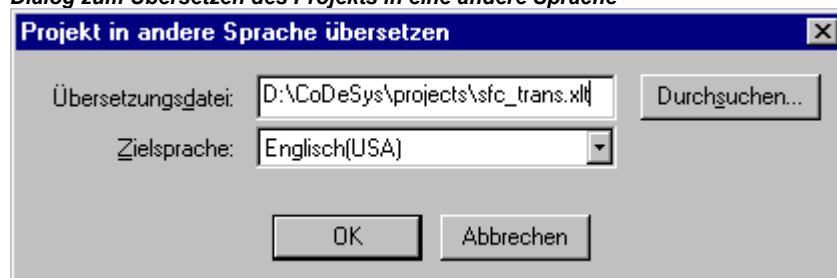 Dialog zum Übersetzen des Projekts in eine andere Sprache
Projekt in andere Sprache übersetzen
Übersetzungsdatei: D:\CoDeSys\projects\sfc_trans.xlt Durchsuchen...
Zielsprache: Englisch(USA)
OK Abbrechen